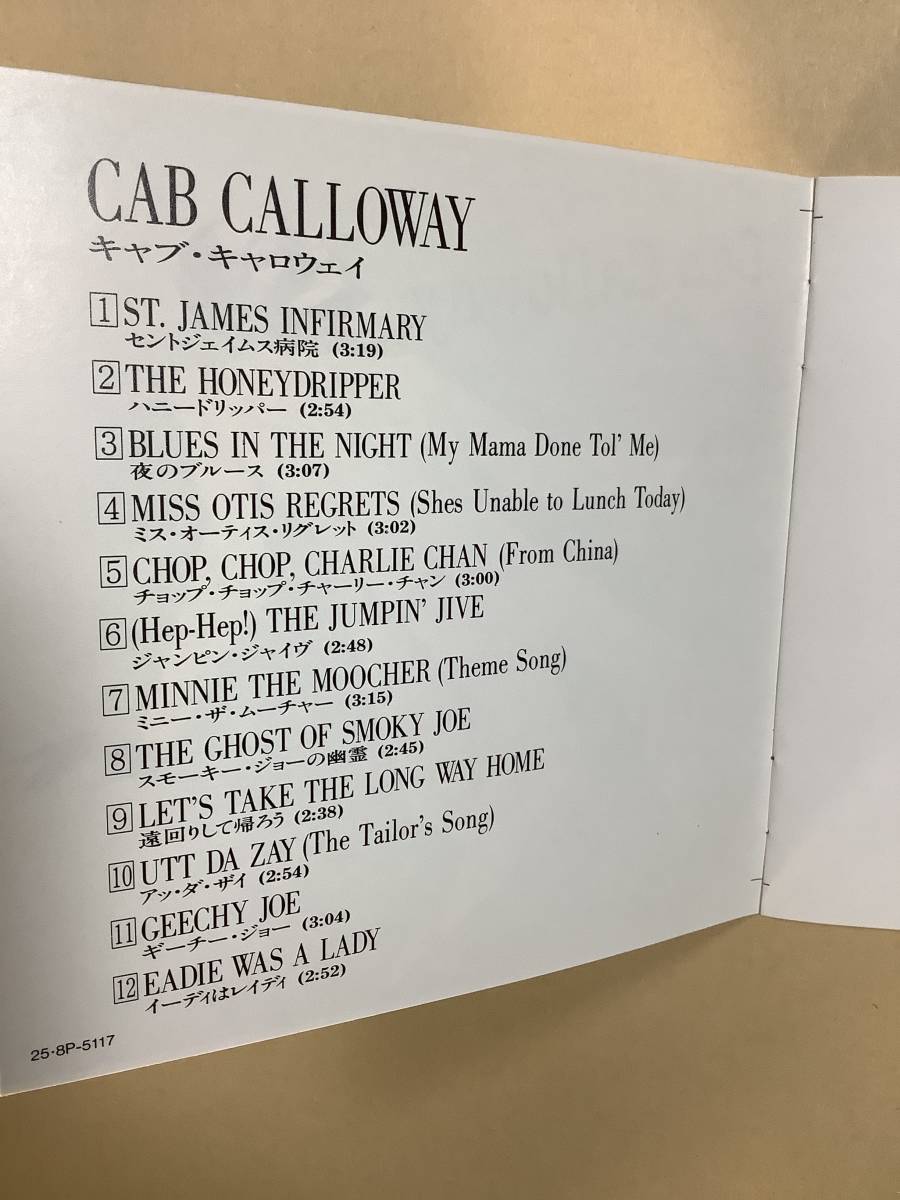 CAB CALLOWAY
キャブ・キャロウェイ
1 ST. JAMES INFIRMARY
セントジェイムス病院 (3:19)
2 THE HONEYDRIPPER
ハニードリッパー (2:54)
3 BLUES IN THE NIGHT (My Mama Done Tol' Me)
夜のブルース (3:07)
4 MISS OTIS REGRETS (Shes Unable to Lunch Today)
ミス・オーティス・リグレット (3:02)
5 CHOP, CHOP, CHARLIE CHAN (From China)
チョップ・チョップ・チャーリー・チャン (3:00)
6 (Hep-Hep!) THE JUMPIN' JIVE
ジャンピン・ジャイヴ (2:48)
7 MINNIE THE MOOCHER (Theme Song)
ミニー・ザ・ムーチャー (3:15)
8 THE GHOST OF SMOKY JOE
スモーキー・ジョーの幽霊 (2:45)
9 LET'S TAKE THE LONG WAY HOME
遠回りして帰ろう (2:38)
10 UTT DA ZAY (The Tailor's Song)
アッ・ダ・ザイ (2:54)
11 GEECHY JOE
ギーチー・ジョー (3:04)
12 EADIE WAS A LADY
イーディはレイディ (2:52)
25・8P-5117